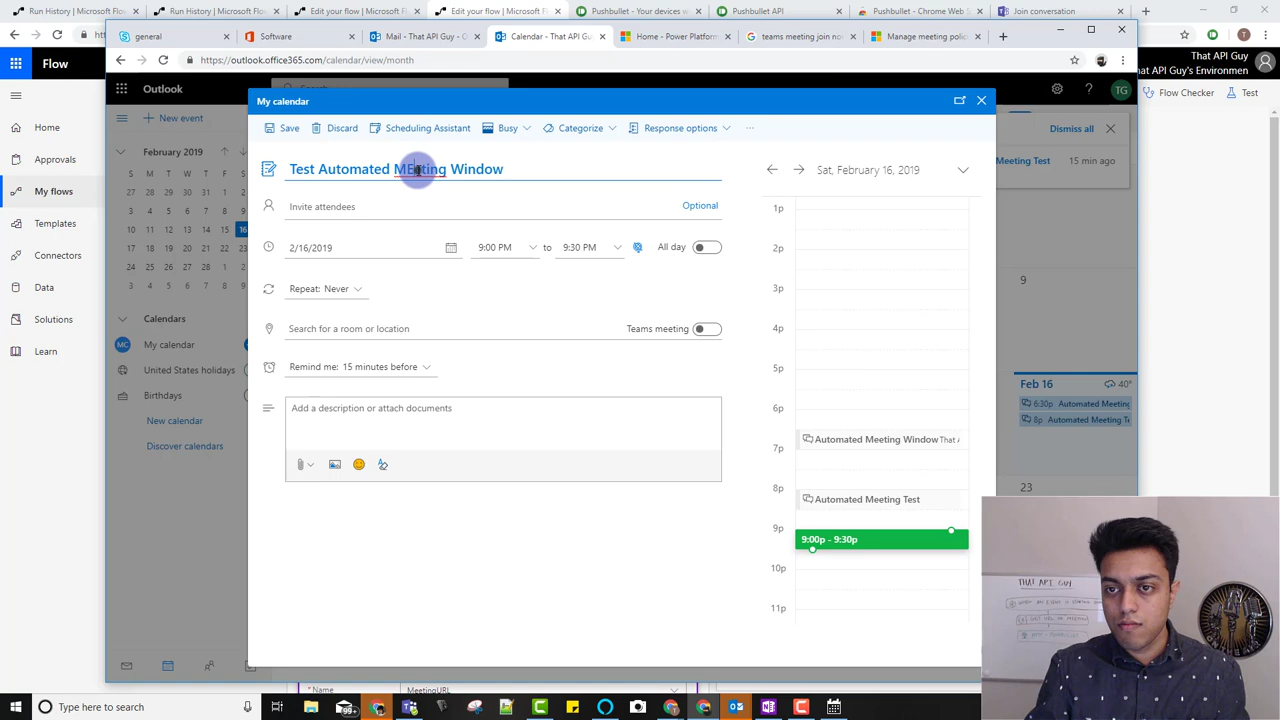 Run History | Microsoft
Run History | Microsoft
Edit your flow | Microsoft Fl
Edit your flow | Microsoft Fl
Pushbullet - Your devices w
Pushbullet API
Pushbullet - Chrome Web S
Join conversation
general
Software
Mail - That API Guy - O
Calendar - That API Guy
Home - Power Platform
teams meeting join no
Manage meeting polic
https://outlook.office365.com/calendar/view/month
Flow
That API Guy
hat API Guy's Environmen
Flow Checker
Test
Outlook
Search
TG
Home
Approvals
My flows
Templates
Connectors
Data
Solutions
Learn
New event
February 2019
S M T W T F S
27 28 29 30 31 1 2
3 4 5 6 7 8 9
10 11 12 13 14 15 16
17 18 19 20 21 22 23
24 25 26 27 28 1 2
3 4 5 6 7 8 9
Calendars
MC My calendar
United States holidays
Birthdays
New calendar
Discover calendars
My calendar
Save
Discard
Scheduling Assistant
Busy
Categorize
Response options
Test Automated MEeting Window
Invite attendees
Optional
2/16/2019
9:00 PM
to
9:30 PM
All day
Repeat: Never
Search for a room or location
Teams meeting
Remind me: 15 minutes before
Add a description or attach documents
Sat, February 16, 2019
1p
2p
3p
4p
5p
6p
7p
Automated Meeting Window That A
8p
Automated Meeting Test
9p
9:00p - 9:30p
10p
11p
Dismiss all
Meeting Test
15 min ago
9
Feb 16
40°
6:30p Automated Meeting
8p Automated Meeting T
23
THAT API GUY
Name
MeetingURL
Type here to search
99+